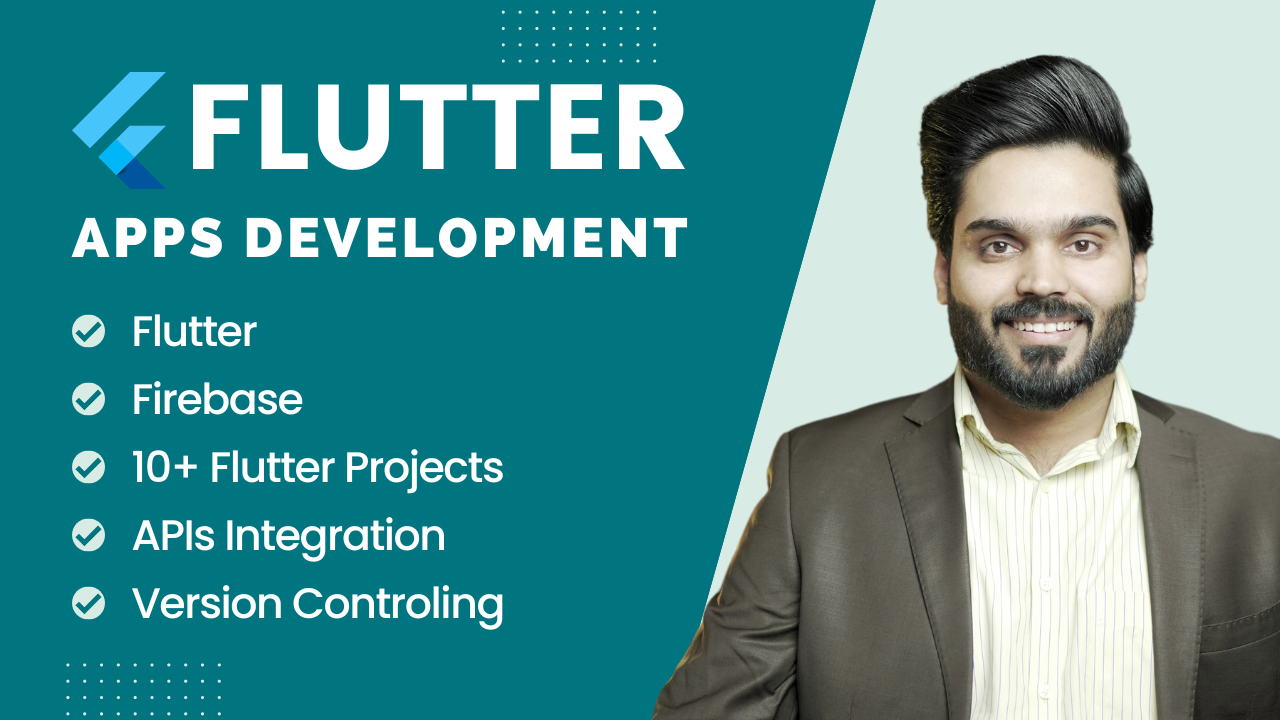 FLUTTER
APPS DEVELOPMENT
Flutter
Firebase
10+ Flutter Projects
APIs Integration
Version Controling